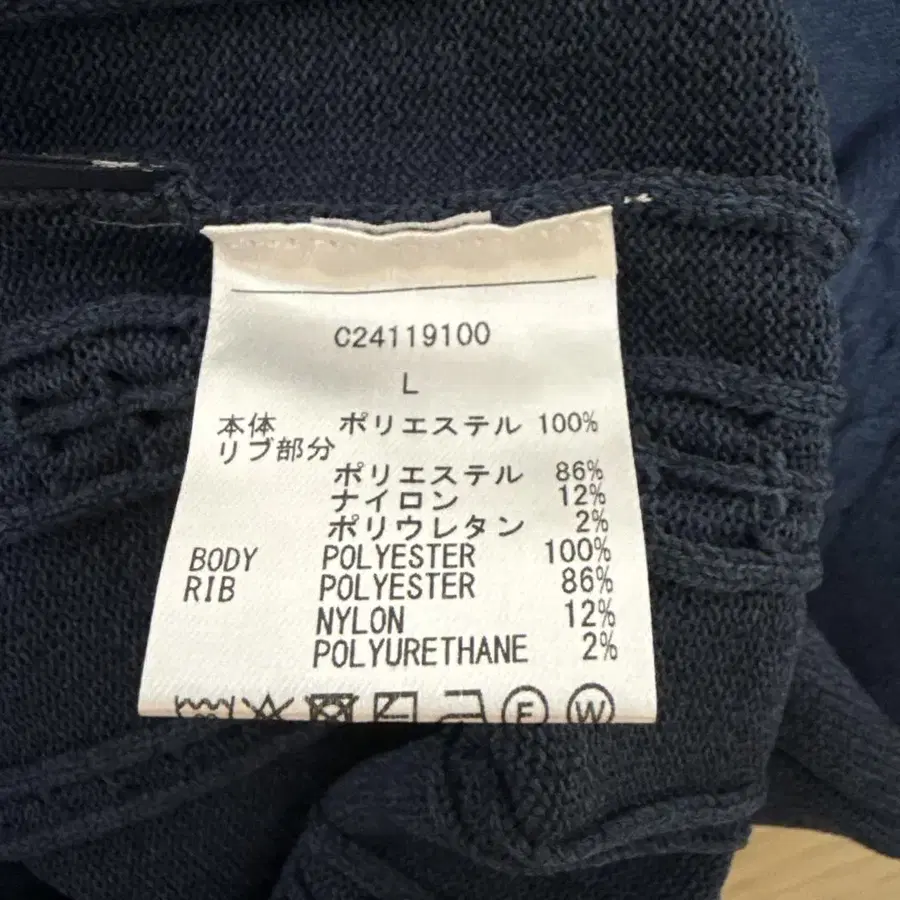 C24119100
L
本体 ポリエステル 100%
リブ部分
ポリエステル 86%
ナイロン 12%
ポリウレタン 2%
BODY POLYESTER 100%
RIB POLYESTER 86%
NYLON 12%
POLYURETHANE 2%
F W